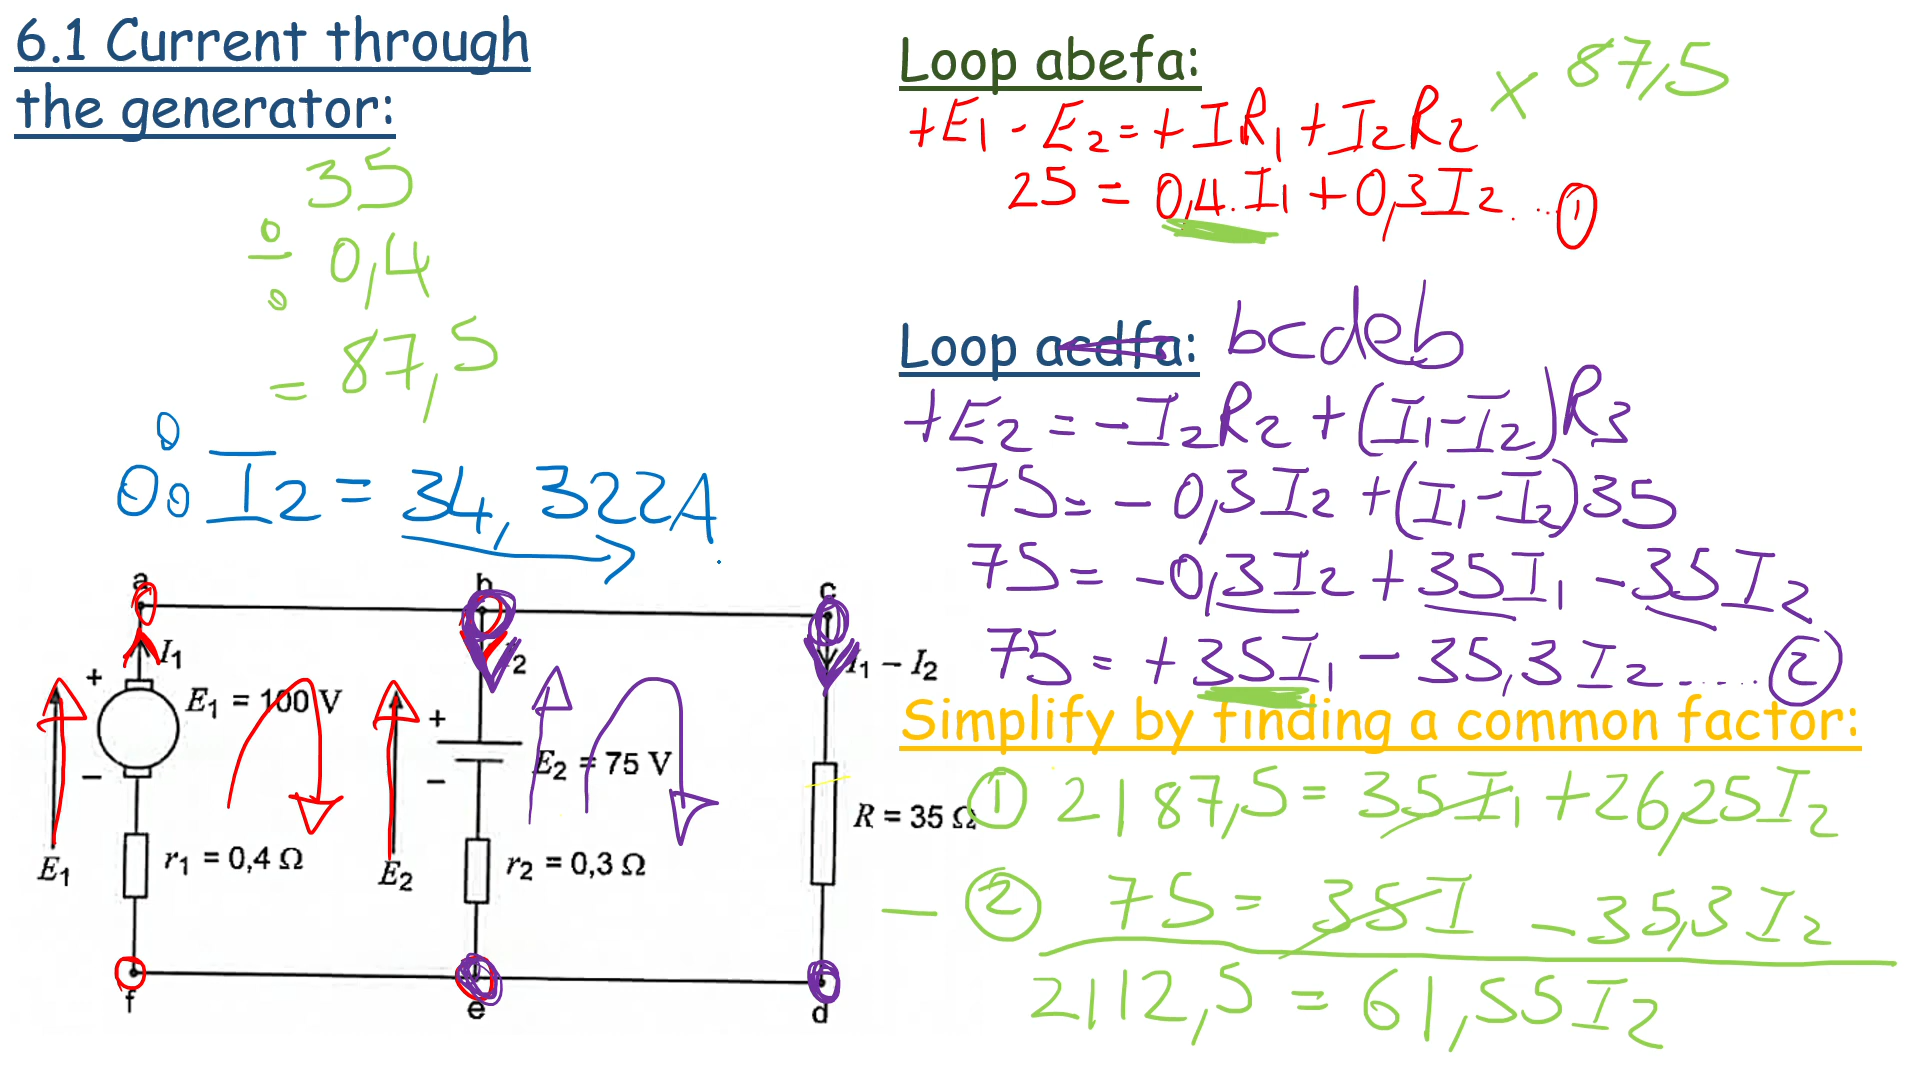 6.1 Current through
the generator:
35
÷ 0,4
= 87,5
∴ I2 = 34,322A
a
b
c
I1
I2
I1 – I2
+
E1 = 100 V
–
+
E2 = 75 V
–
R = 35 Ω
E1
r1 = 0,4 Ω
E2
r2 = 0,3 Ω
f
e
d
Loop abefa: × 87,5
+E1 - E2 = +IR1 + I2R2
25 = 0,4.I1 + 0,3I2 ... ①
Loop acdfa: bcdeb
+E2 = -I2R2 + (I1-I2)R3
75 = - 0,3I2 + (I1-I2)35
75 = -0,3I2 + 35I1 - 35I2
75 = +35I1 - 35,3I2 ..... ②
Simplify by finding a common factor:
① 2187,5 = 35I1 + 26,25I2
- ② 75 = 35I - 35,3I2
2112,5 = 61,55I2